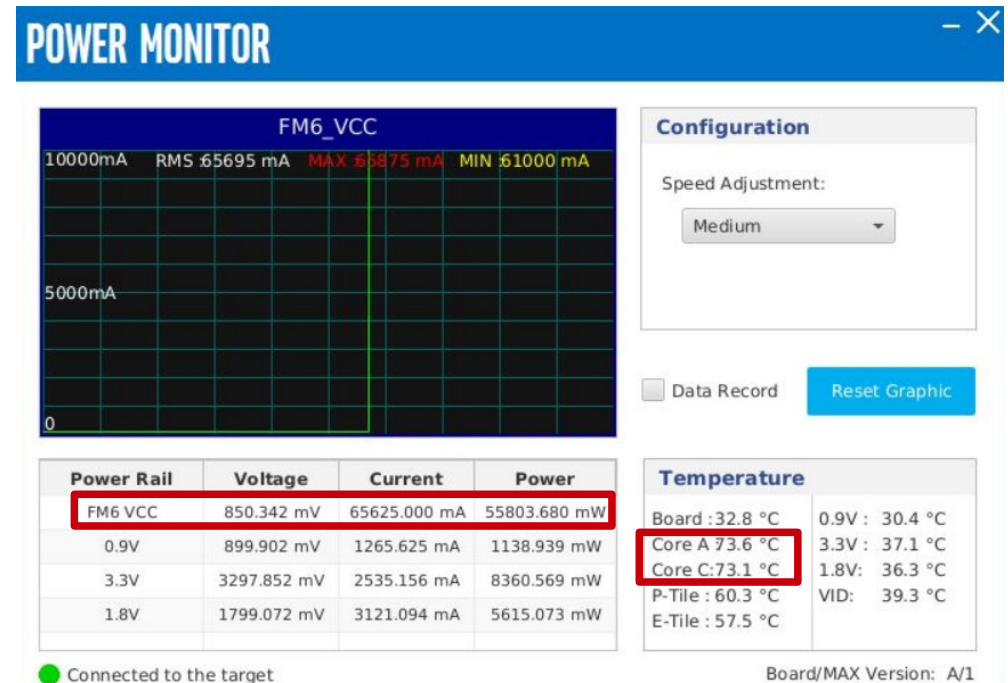 POWER MONITOR
FM6_VCC
10000mA RMS :65695 mA MAX :66875 mA MIN :61000 mA
5000mA
0
Configuration
Speed Adjustment:
Medium
Data Record
Reset Graphic
Power Rail Voltage Current Power
FM6 VCC 850.342 mV 65625.000 mA 55803.680 mW
0.9V 899.902 mV 1265.625 mA 1138.939 mW
3.3V 3297.852 mV 2535.156 mA 8360.569 mW
1.8V 1799.072 mV 3121.094 mA 5615.073 mW
Temperature
Board :32.8 °C 0.9V : 30.4 °C
Core A 73.6 °C 3.3V : 37.1 °C
Core C:73.1 °C 1.8V: 36.3 °C
P-Tile : 60.3 °C VID: 39.3 °C
E-Tile : 57.5 °C
Connected to the target
Board/MAX Version: A/1